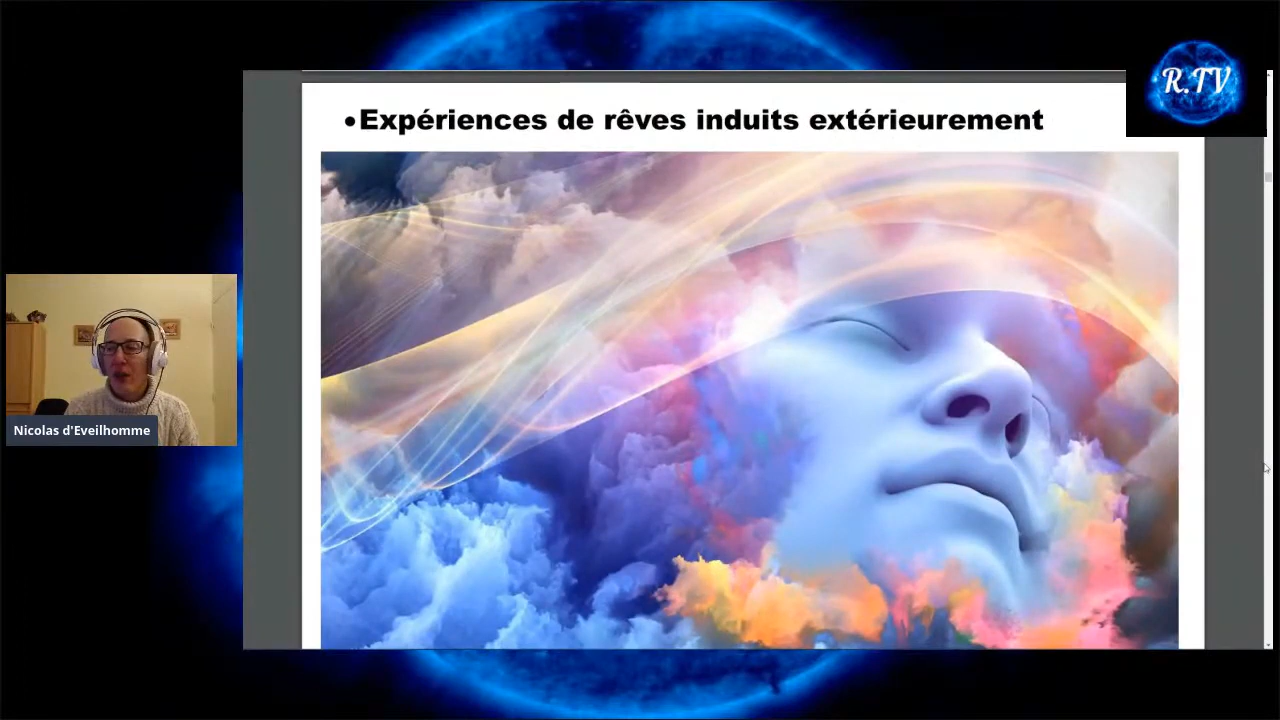 R.TV
•Expériences de rêves induits extérieurement
Nicolas d'Eveilhomme